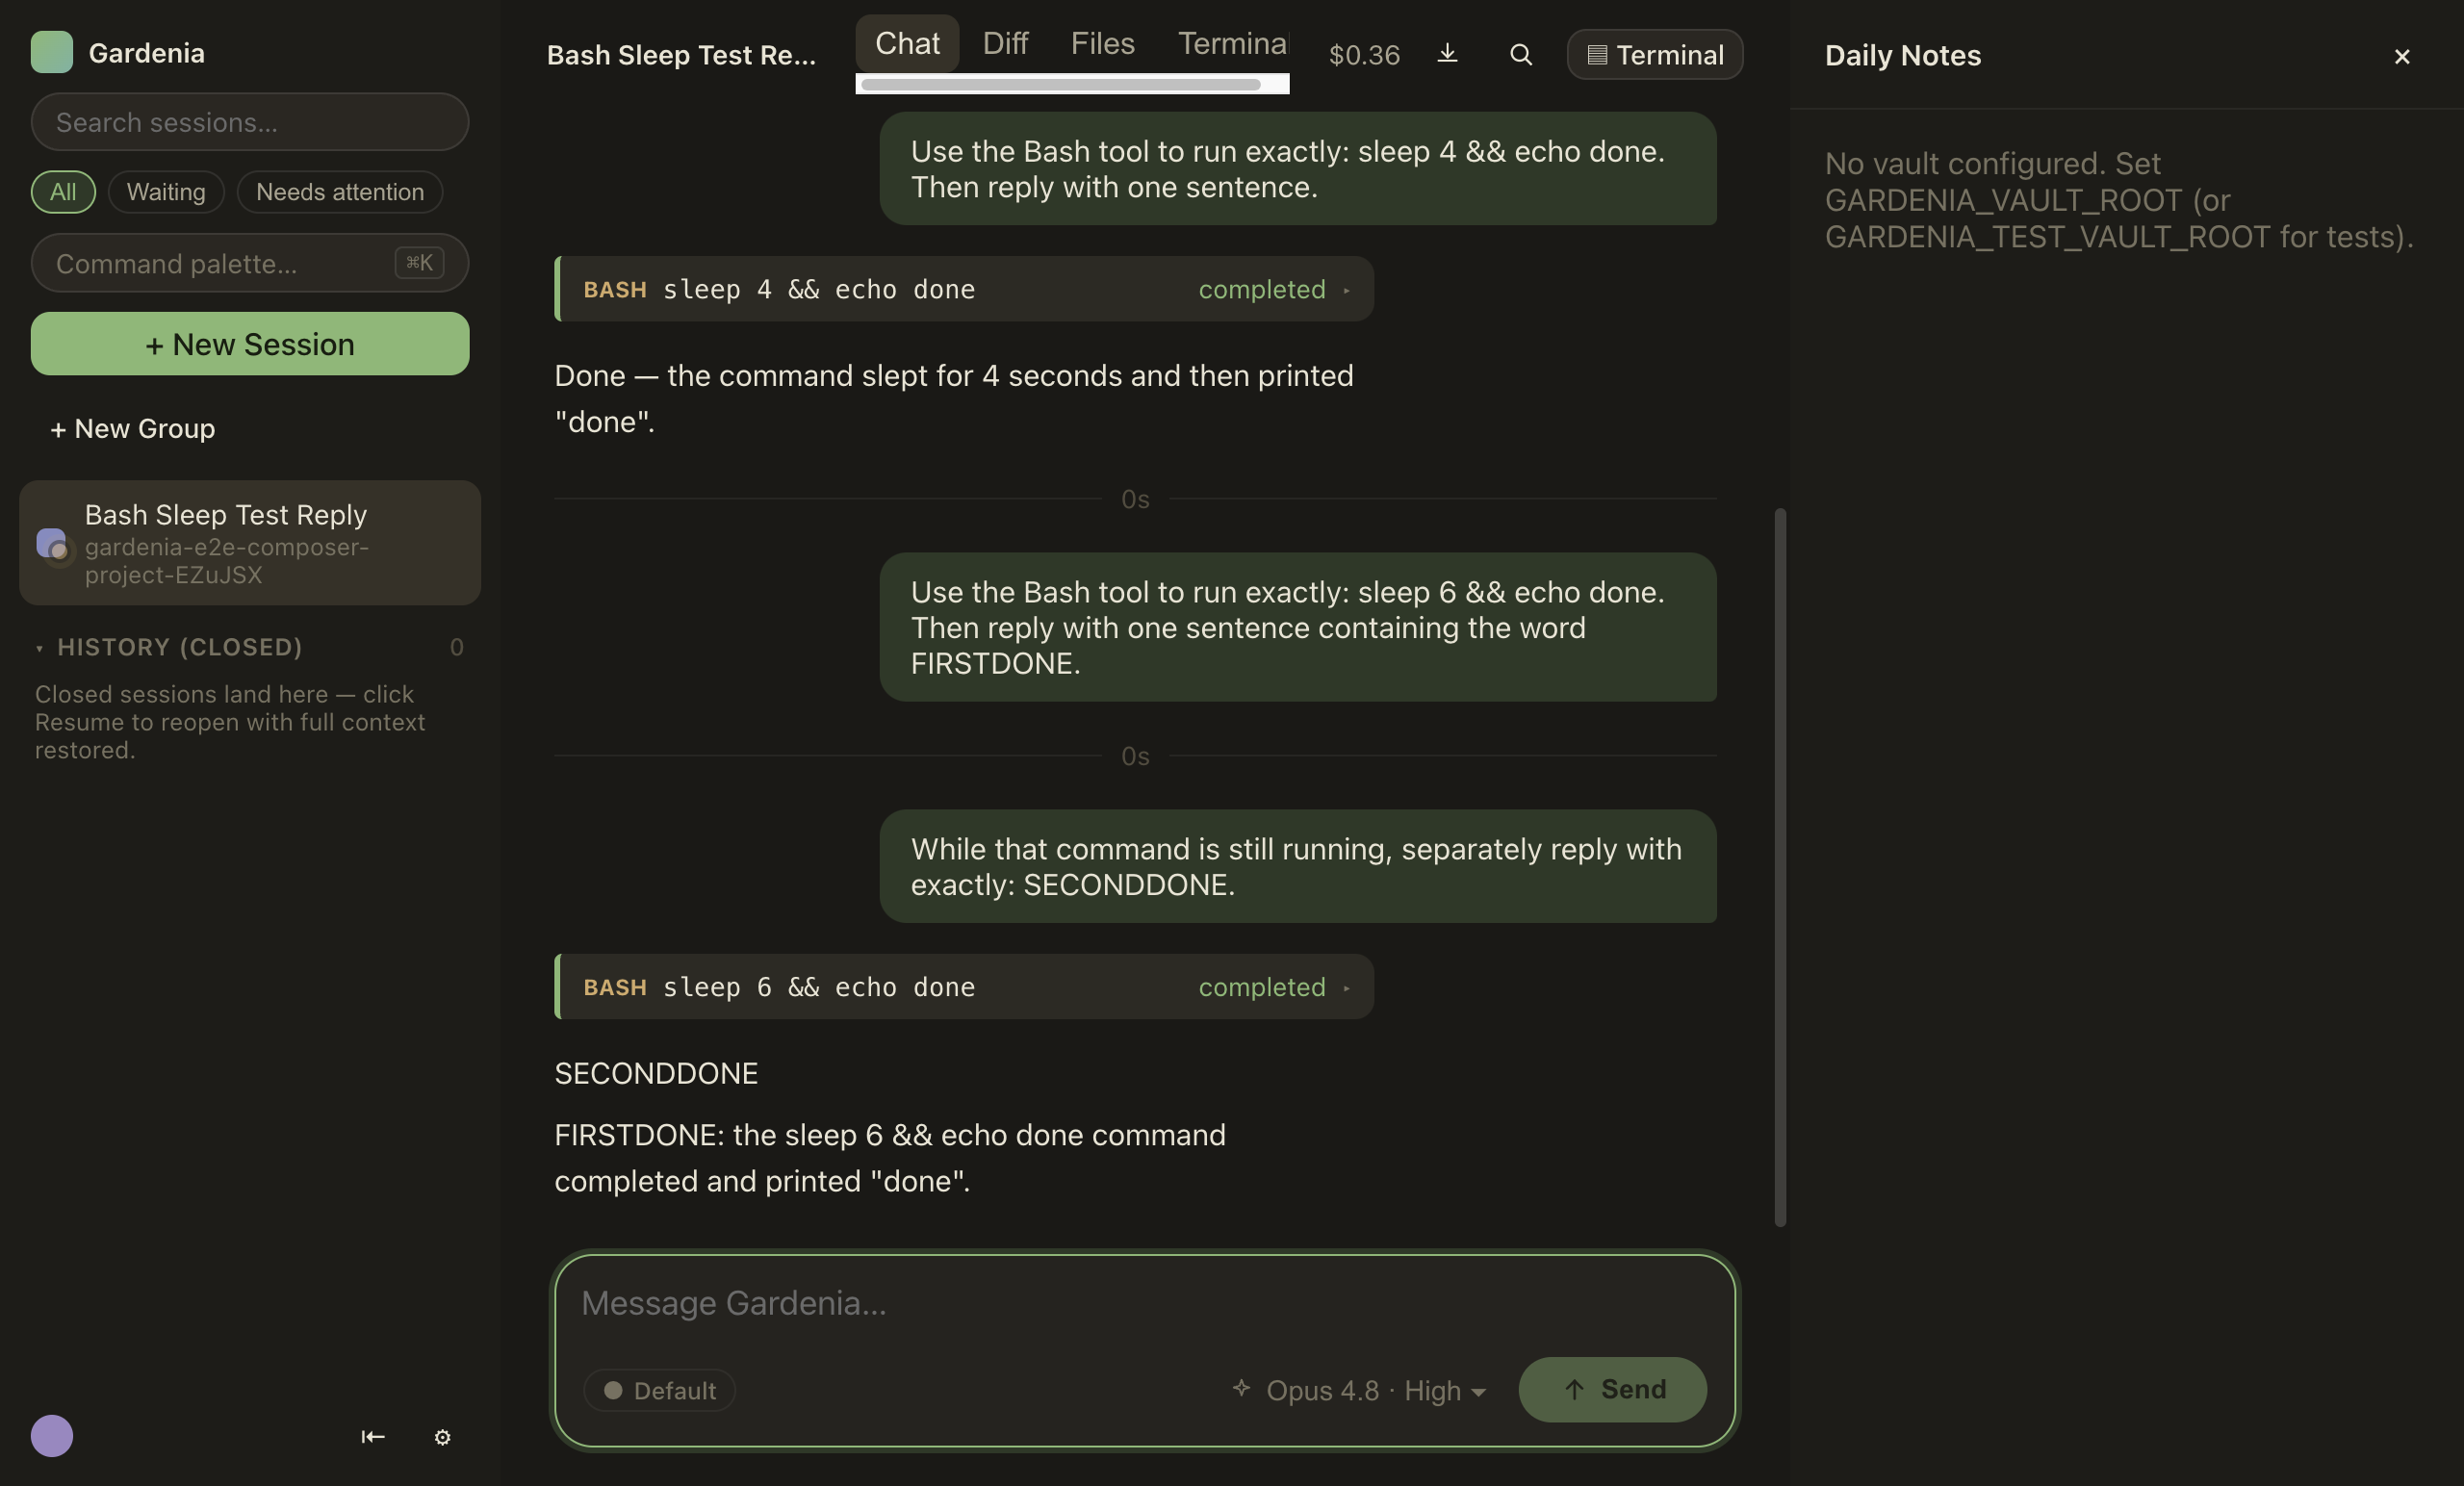 Gardenia
Search sessions...
All
Waiting
Needs attention
Command palette...
⌘K
+ New Session
+ New Group
Bash Sleep Test Reply
gardenia-e2e-composer-
project-EZuJSX
HISTORY (CLOSED)
0
Closed sessions land here — click
Resume to reopen with full context
restored.
Bash Sleep Test Re...
Chat
Diff
Files
Terminal
$0.36
Terminal
Use the Bash tool to run exactly: sleep 4 && echo done.
Then reply with one sentence.
BASH sleep 4 && echo done
completed
Done — the command slept for 4 seconds and then printed
"done".
0s
Use the Bash tool to run exactly: sleep 6 && echo done.
Then reply with one sentence containing the word
FIRSTDONE.
0s
While that command is still running, separately reply with
exactly: SECONDDONE.
BASH sleep 6 && echo done
completed
SECONDDONE
FIRSTDONE: the sleep 6 && echo done command
completed and printed "done".
Message Gardenia...
Default
Opus 4.8 · High
Send
Daily Notes
No vault configured. Set
GARDENIA_VAULT_ROOT (or
GARDENIA_TEST_VAULT_ROOT for tests).